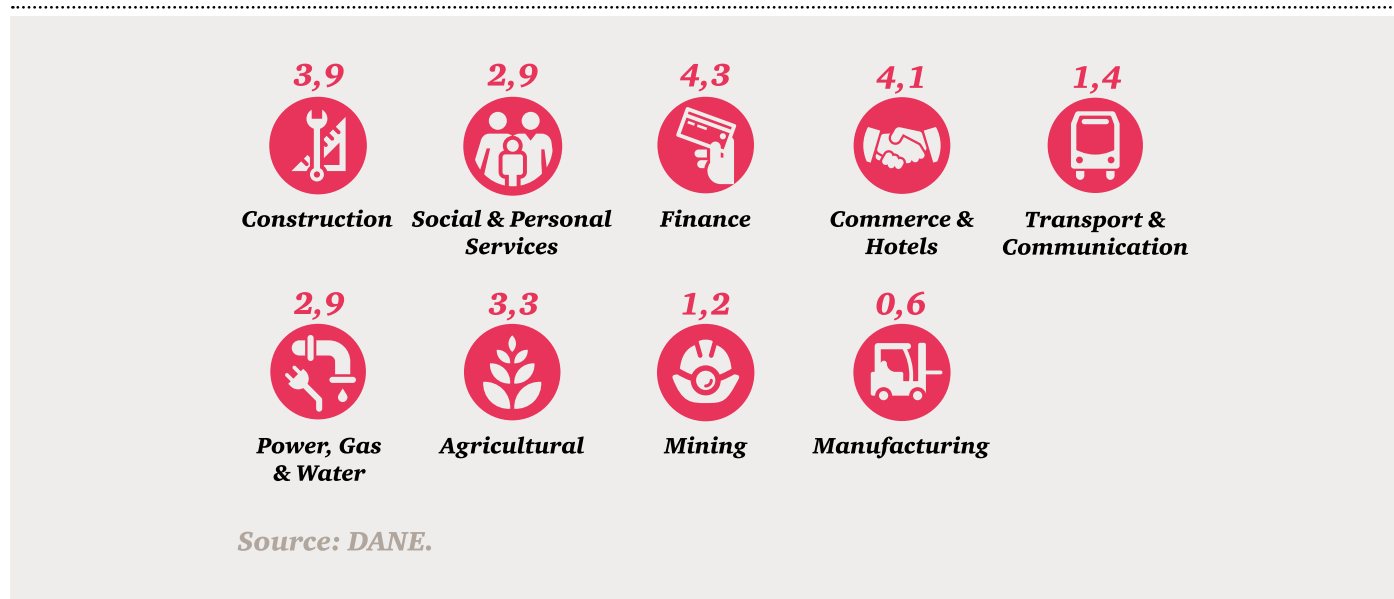 3,9
2,9
4,3
4,1
1,4
Construction
Social & Personal
Services
Finance
Commerce &
Hotels
Transport &
Communication
2,9
3,3
1,2
0,6
Power, Gas
& Water
Agricultural
Mining
Manufacturing
Source: DANE.